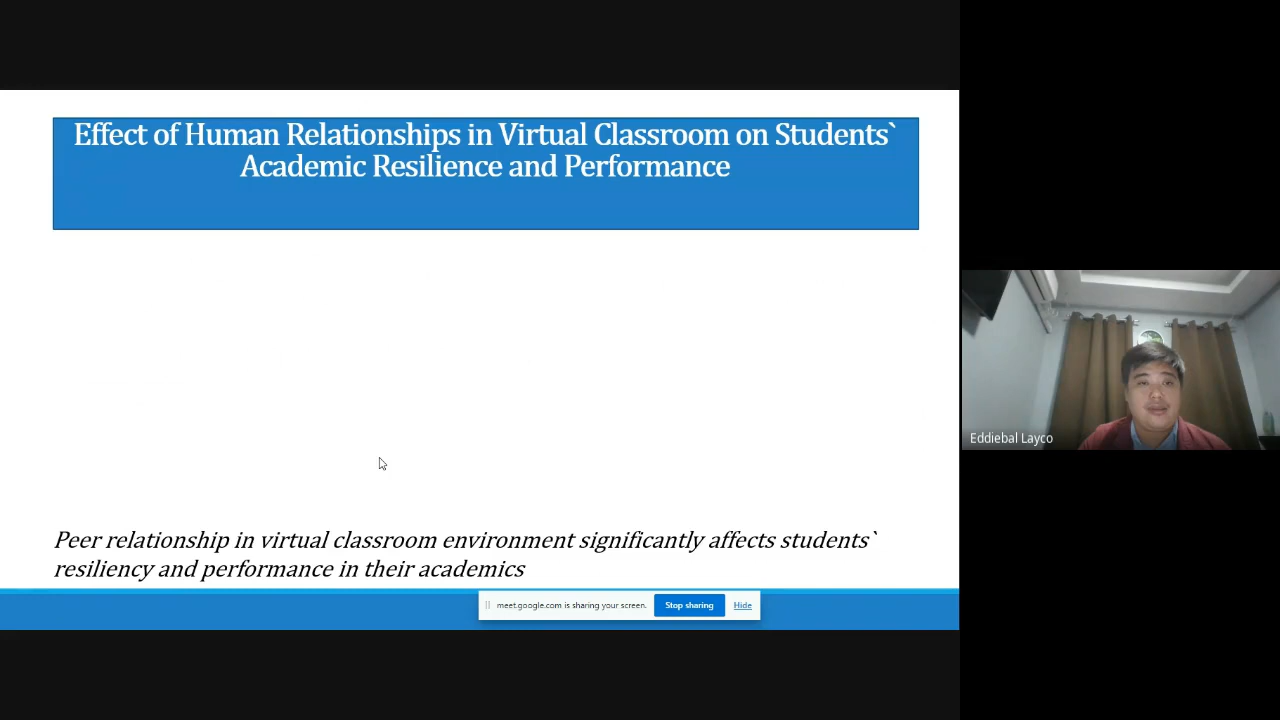 Effect of Human Relationships in Virtual Classroom on Students`
Academic Resilience and Performance
Eddiebal Layco
Peer relationship in virtual classroom environment significantly affects students`
resiliency and performance in their academics
meet.google.com is sharing your screen.
Stop sharing
Hide